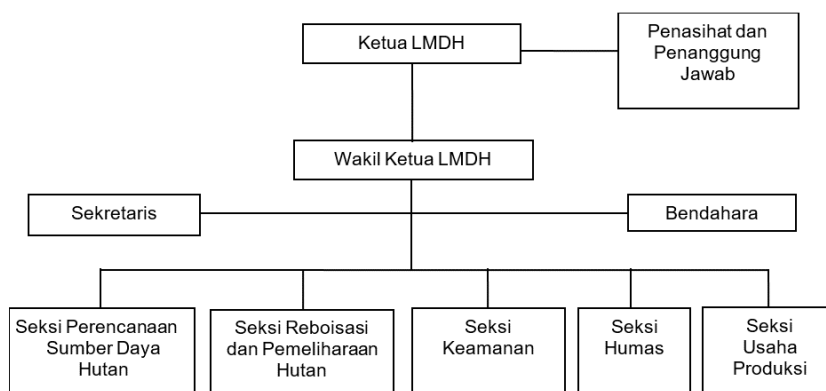 Ketua LMDH
Penasihat dan
Penanggung
Jawab
Wakil Ketua LMDH
Sekretaris
Bendahara
Seksi Perencanaan
Sumber Daya
Hutan
Seksi Reboisasi
dan Pemeliharaan
Hutan
Seksi
Keamanan
Seksi
Humas
Seksi
Usaha
Produksi